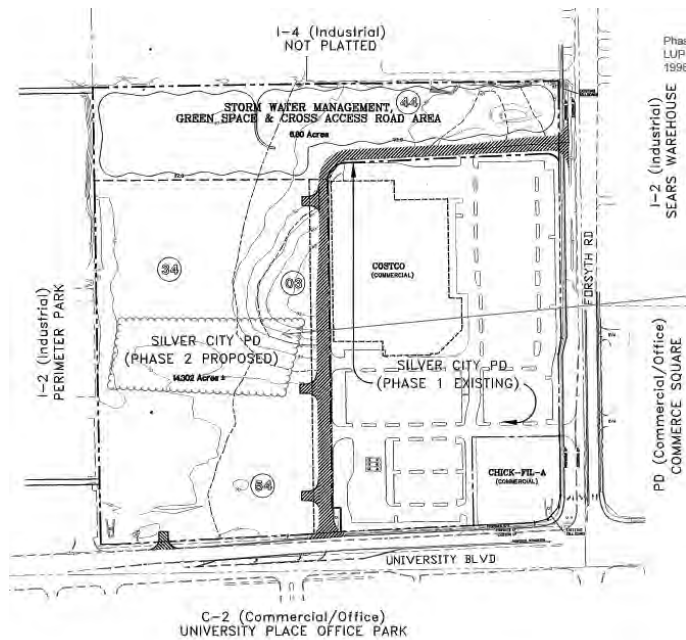 I-4 (Industrial)
NOT PLATTED
Phas
LUP
1996
STORM WATER MANAGEMENT,
GREEN SPACE & CROSS ACCESS ROAD AREA
6.90 Acres
44
I-2 (Industrial)
SEARS WAREHOUSE
COSTCO
(COMMERCIAL)
34
03
FORSYTH RD
I-2 (Industrial)
PERIMETER PARK
SILVER CITY PD
(PHASE 2 PROPOSED)
14.302 Acres ±
SILVER CITY PD
(PHASE 1 EXISTING)
PD (Commercial/Office)
COMMERCE SQUARE
CHICK-FIL-A
(COMMERCIAL)
54
UNIVERSITY BLVD
C-2 (Commercial/Office)
UNIVERSITY PLACE OFFICE PARK